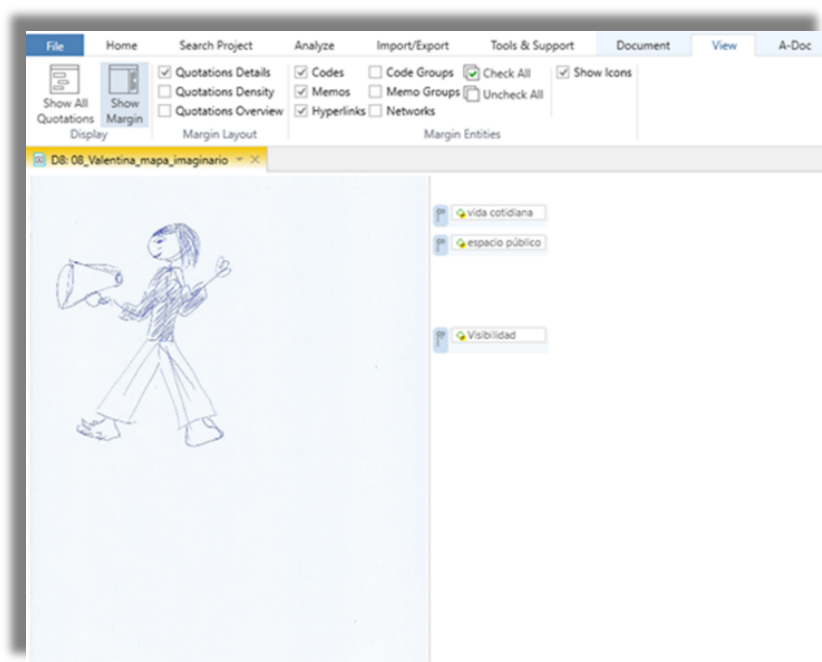 File Home Search Project Analyze Import/Export Tools & Support Document View A-Doc
Show All Quotations
Show Margin
Display
Quotations Details
Quotations Density
Quotations Overview
Margin Layout
Codes
Memos
Hyperlinks
Code Groups
Memo Groups
Networks
Check All
Uncheck All
Margin Entities
Show Icons
D8: 08_Valentina_mapa_imaginario
vida cotidiana
espacio público
Visibilidad